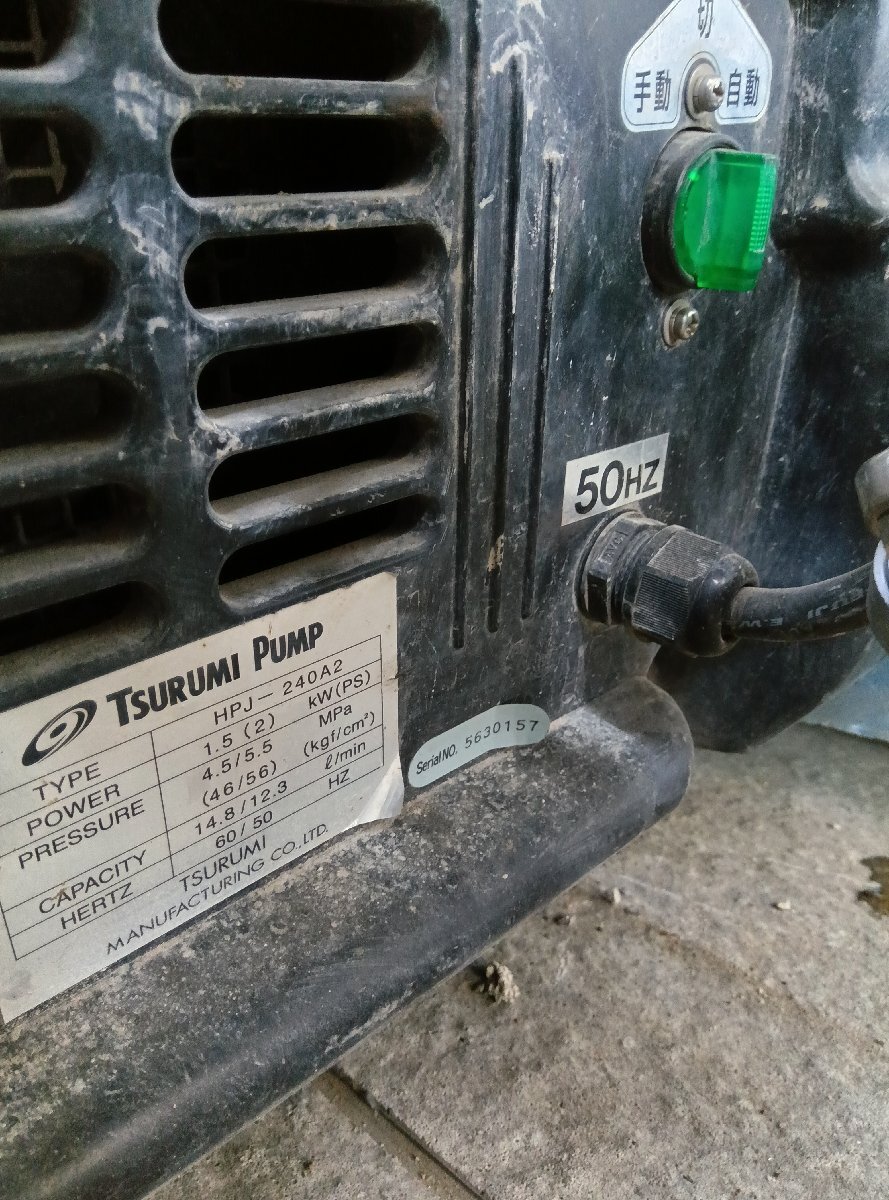 切
手動 自動
50HZ
TSURUMI PUMP
TYPE HPJ-240A2
POWER 1.5 (2) kW(PS)
PRESSURE 4.5/5.5 MPa
(46/56) (kgf/cm²)
CAPACITY 14.8/12.3 ℓ/min
HERTZ 60/50 HZ
TSURUMI
MANUFACTURING CO.,LTD.
Serial NO. 5630157